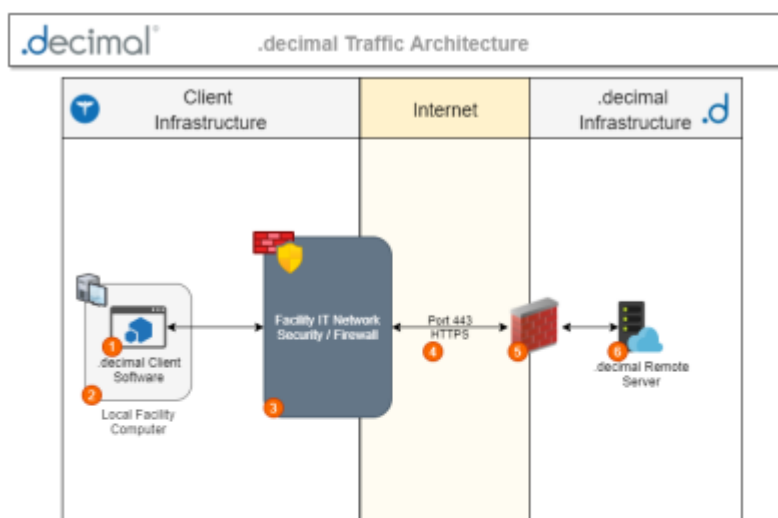 .decimal®
.decimal Traffic Architecture
Client
Infrastructure
Internet
.decimal
Infrastructure
.d
Facility IT Network
Security / Firewall
Port 443
HTTPS
1
4
5
6
.decimal Client
Software
.decimal Remote
Server
2
3
Local Facility
Computer